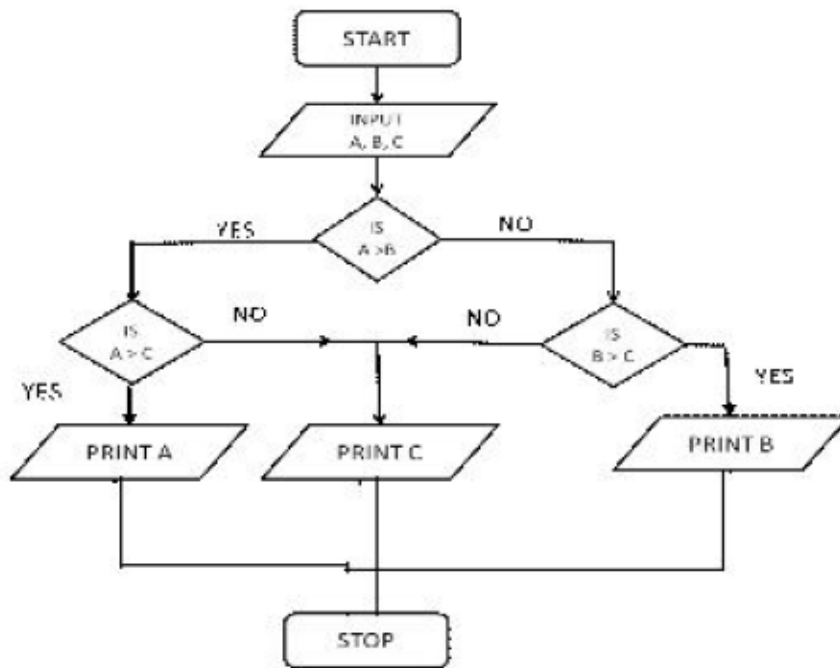 START
INPUT
A, B, C
YES
NO
IS
A >B
NO
NO
IS
A > C
IS
B > C
YES
YES
PRINT A
PRINT C
PRINT B
STOP